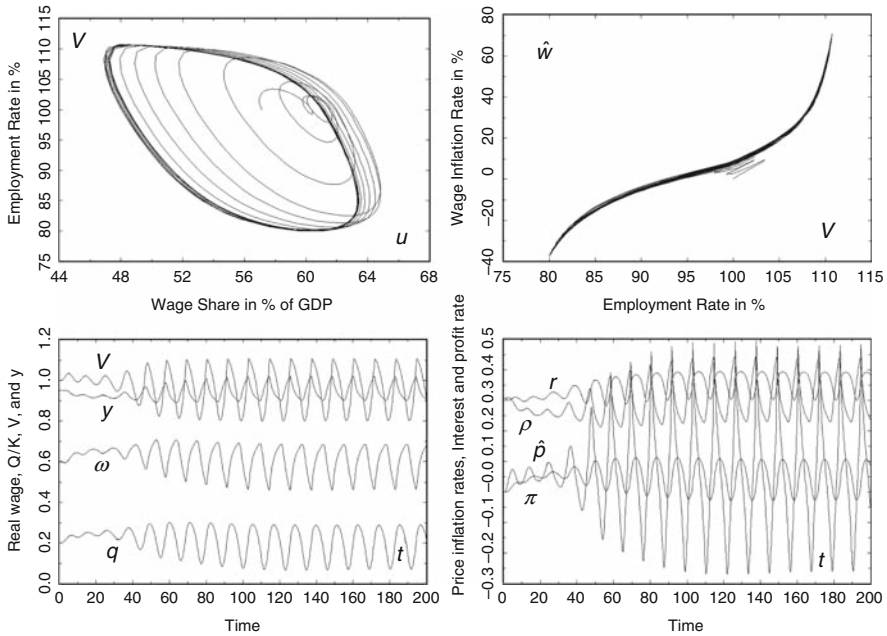 115
110
105
100
95
90
85
80
75
Employment Rate in %
V
u
44 48 52 56 60 64 68
Wage Share in % of GDP
80
60
40
20
0
−20
−40
Wage Inflation Rate in %
ŵ
V
75 80 85 90 95 100 105 110 115
Employment Rate in %
1.2
1.0
0.8
0.6
0.4
0.2
0.0
Real wage, Q/K, V, and y
V
y
ω
q
t
0 20 40 60 80 100 120 140 160 180 200
Time
0.5
0.4
0.3
0.2
0.1
−0.0
−0.1
−0.2
−0.3
Price inflation rates, Interest and profit rate
r
ρ
p̂
π
t
0 20 40 60 80 100 120 140 160 180 200
Time